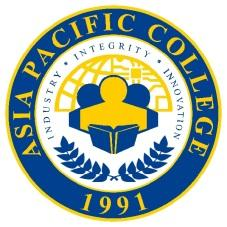 ASIA PACIFIC COLLEGE
INDUSTRY • INTEGRITY • INNOVATION
1991